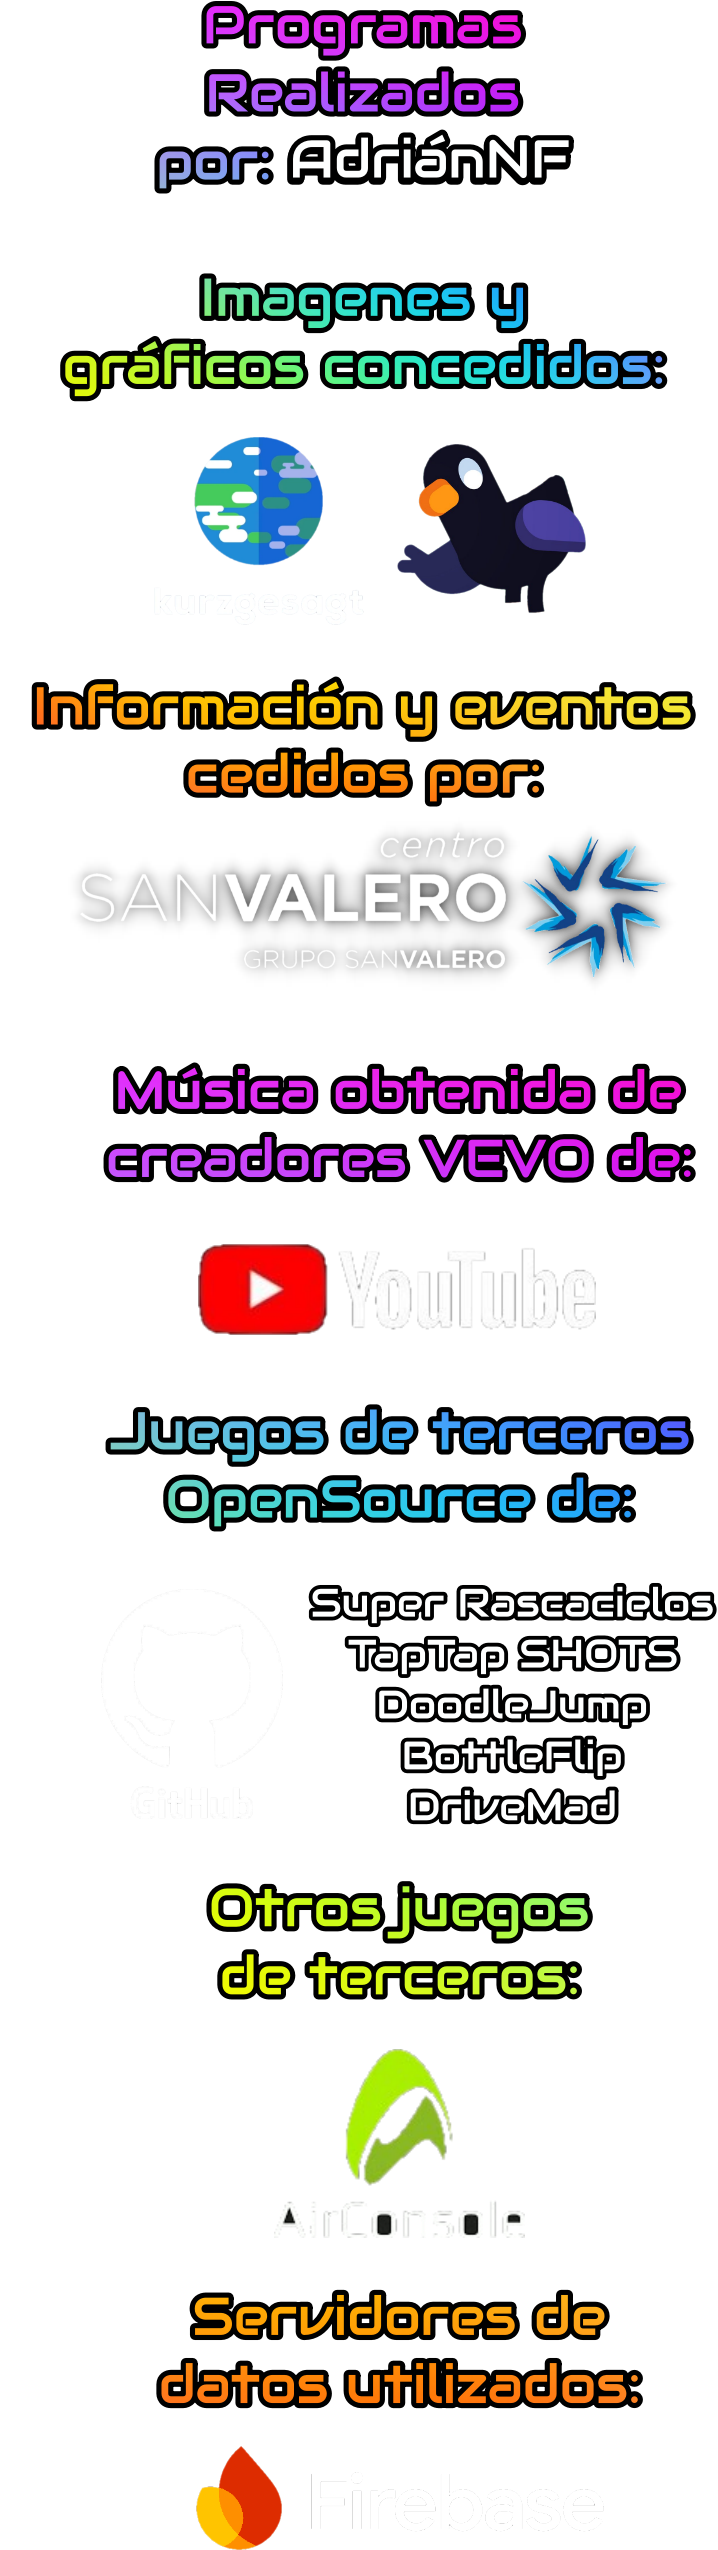 Programas
Realizados
por: AdriánNF
Imagenes y
gráficos concedidos:
kurzgesagt
Información y eventos
cedidos por:
centro
SANVALERO
GRUPO SANVALERO
Música obtenida de
creadores VEVO de:
YouTube
Juegos de terceros
OpenSource de:
Super Rascacielos
TapTap SHOTS
DoodleJump
BottleFlip
DriveMad
GitHub
Otros juegos
de terceros:
AirConsole
Servidores de
datos utilizados:
Firebase